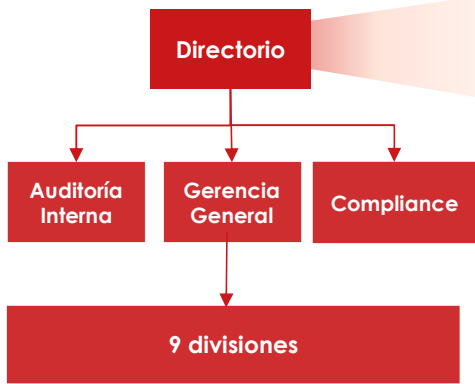 Directorio
Auditoría
Interna
Gerencia
General
Compliance
9 divisiones